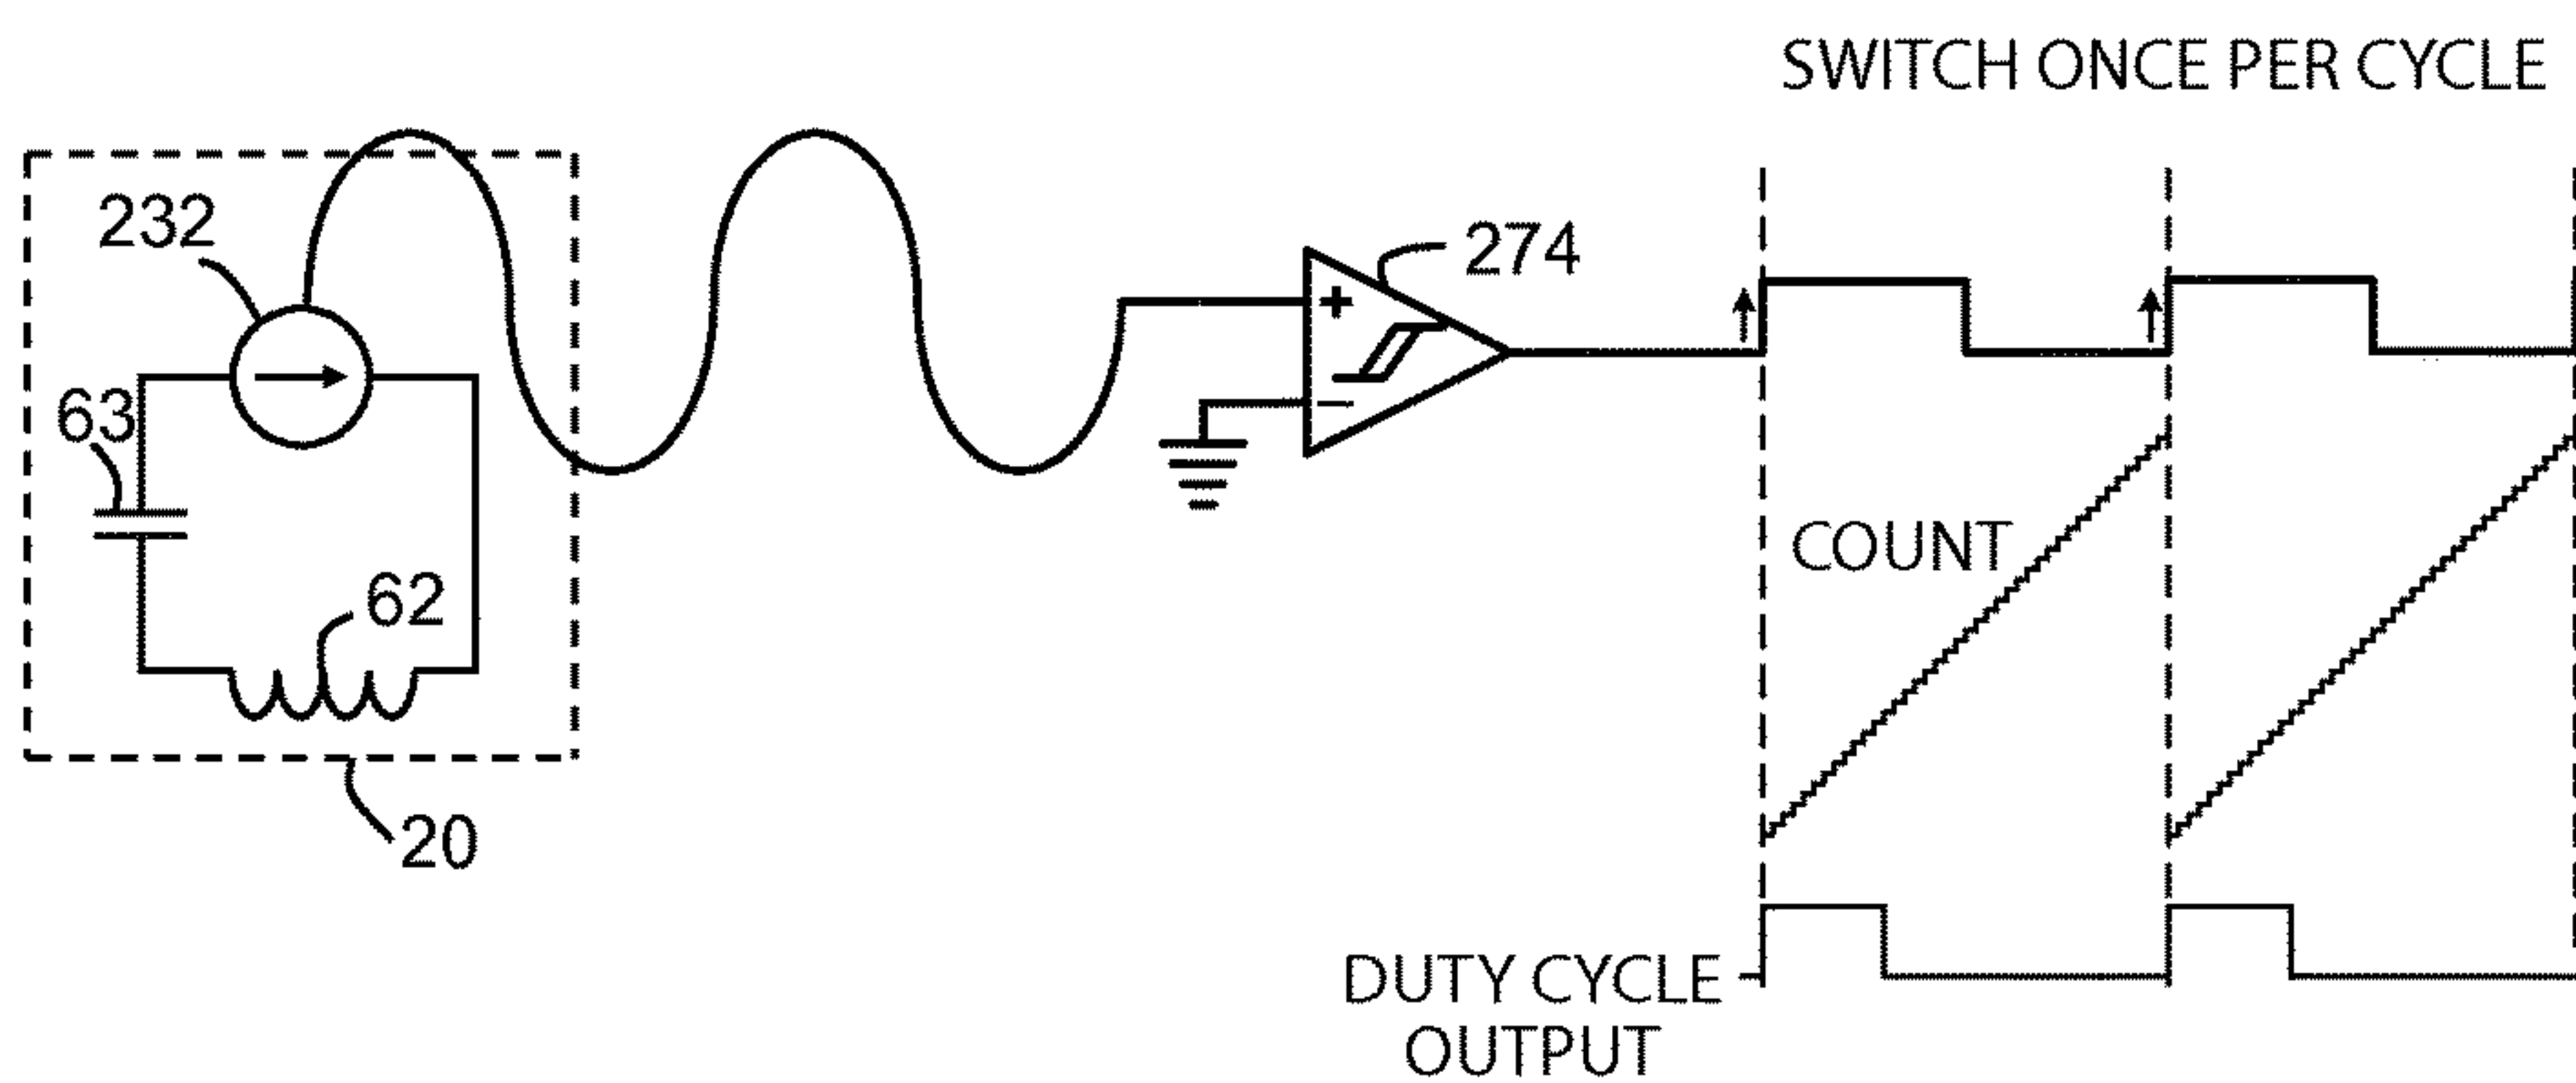 SWITCH ONCE PER CYCLE
232
274
63
COUNT
62
20
DUTY CYCLE
OUTPUT